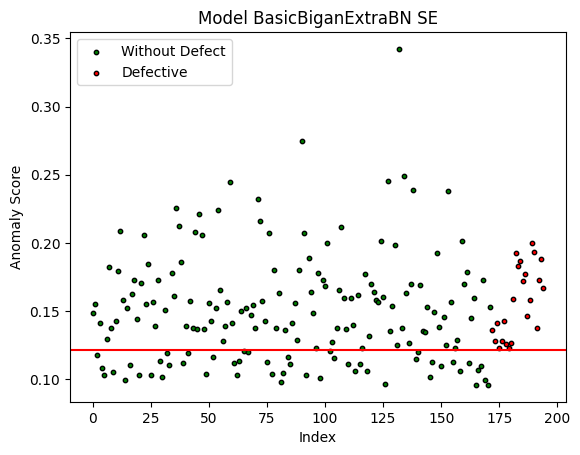 Model BasicBiganExtraBN SE
Without Defect
Defective
0.35
0.30
0.25
0.20
0.15
0.10
Anomaly Score
0 25 50 75 100 125 150 175 200
Index